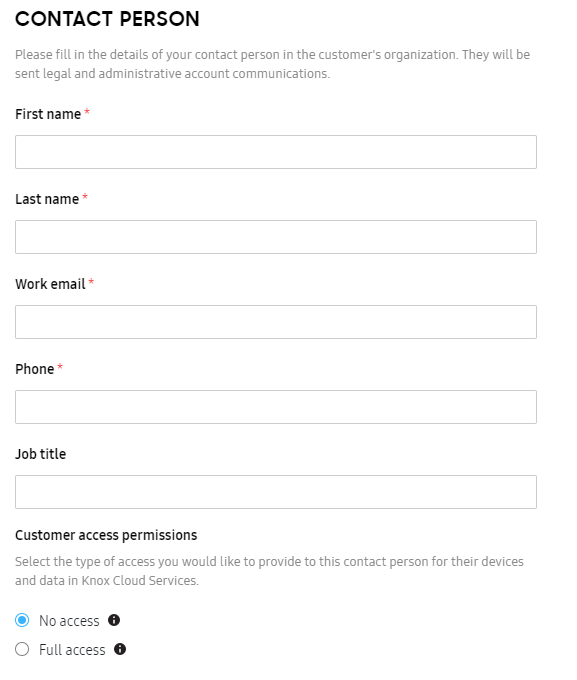 CONTACT PERSON
Please fill in the details of your contact person in the customer's organization. They will be
sent legal and administrative account communications.
First name *
Last name *
Work email *
Phone *
Job title
Customer access permissions
Select the type of access you would like to provide to this contact person for their devices
and data in Knox Cloud Services.
No access
Full access